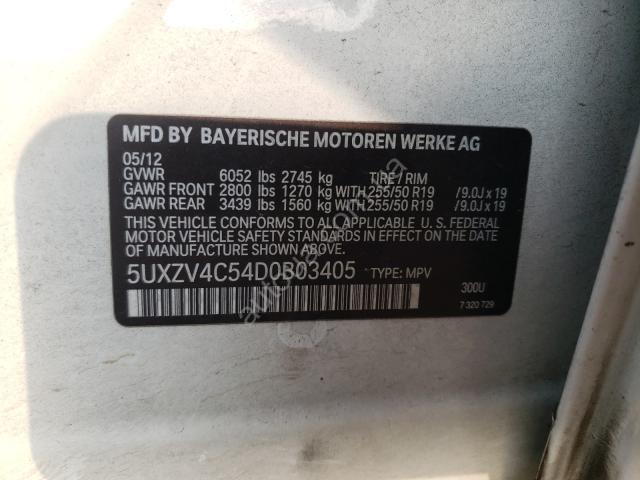 MFD BY BAYERISCHE MOTOREN WERKE AG
05/12
GVWR 6052 lbs 2745 kg TIRE / RIM
GAWR FRONT 2800 lbs 1270 kg WITH 255/50 R19 / 9.0J x 19
GAWR REAR 3439 lbs 1560 kg WITH 255/50 R19 / 9.0J x 19
THIS VEHICLE CONFORMS TO ALL APPLICABLE U. S. FEDERAL
MOTOR VEHICLE SAFETY STANDARDS IN EFFECT ON THE DATE
OF MANUFACTURE SHOWN ABOVE.
5UXZV4C54D0B03405 TYPE: MPV
300U
7 320 729